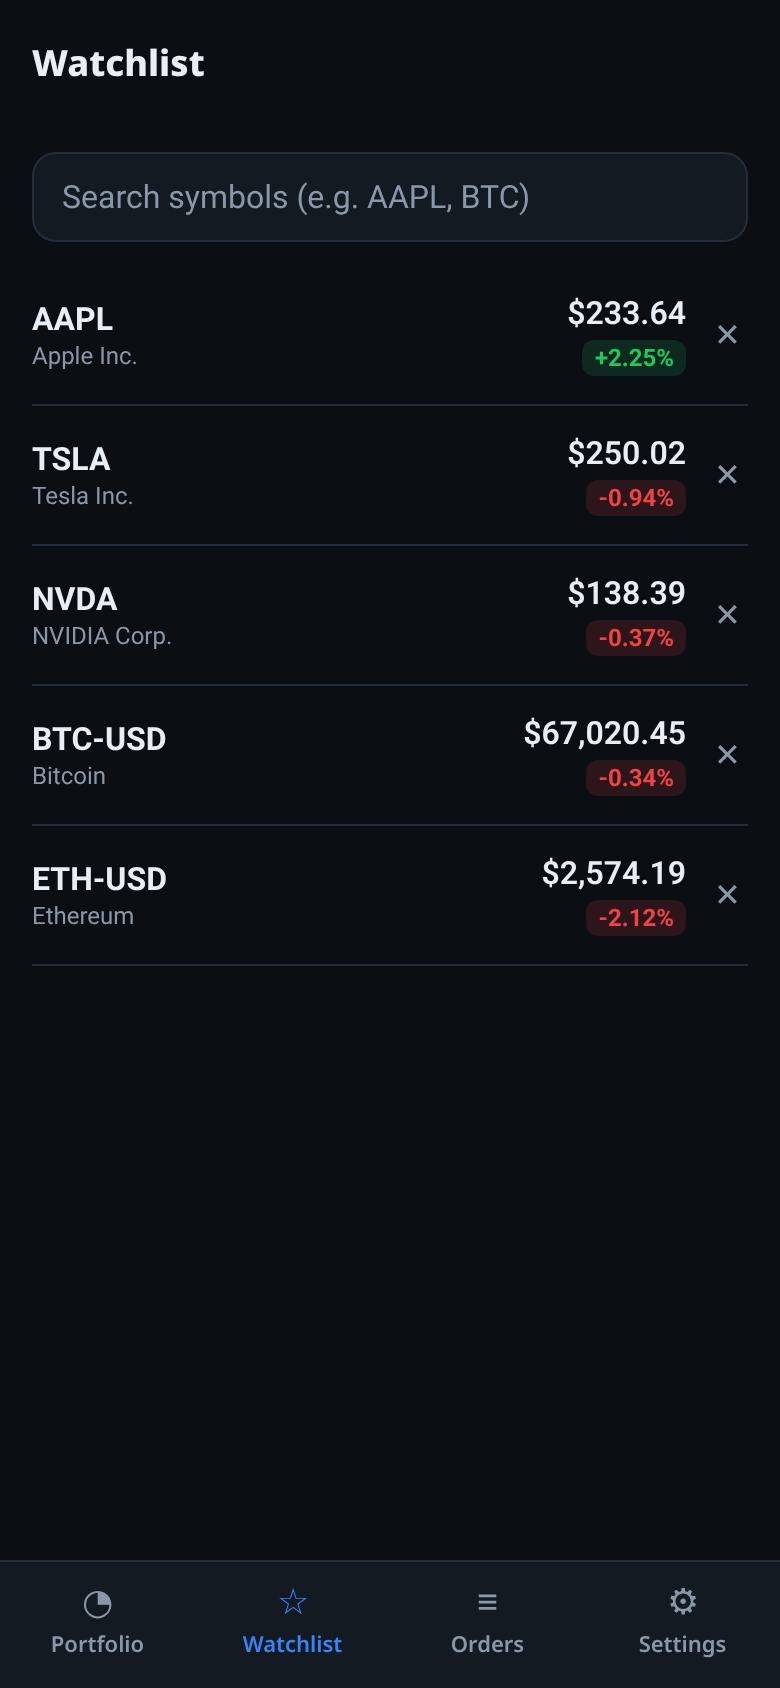 Watchlist
Search symbols (e.g. AAPL, BTC)
AAPL
Apple Inc.
$233.64
+2.25%
×
TSLA
Tesla Inc.
$250.02
-0.94%
×
NVDA
NVIDIA Corp.
$138.39
-0.37%
×
BTC-USD
Bitcoin
$67,020.45
-0.34%
×
ETH-USD
Ethereum
$2,574.19
-2.12%
×
Portfolio
Watchlist
Orders
Settings